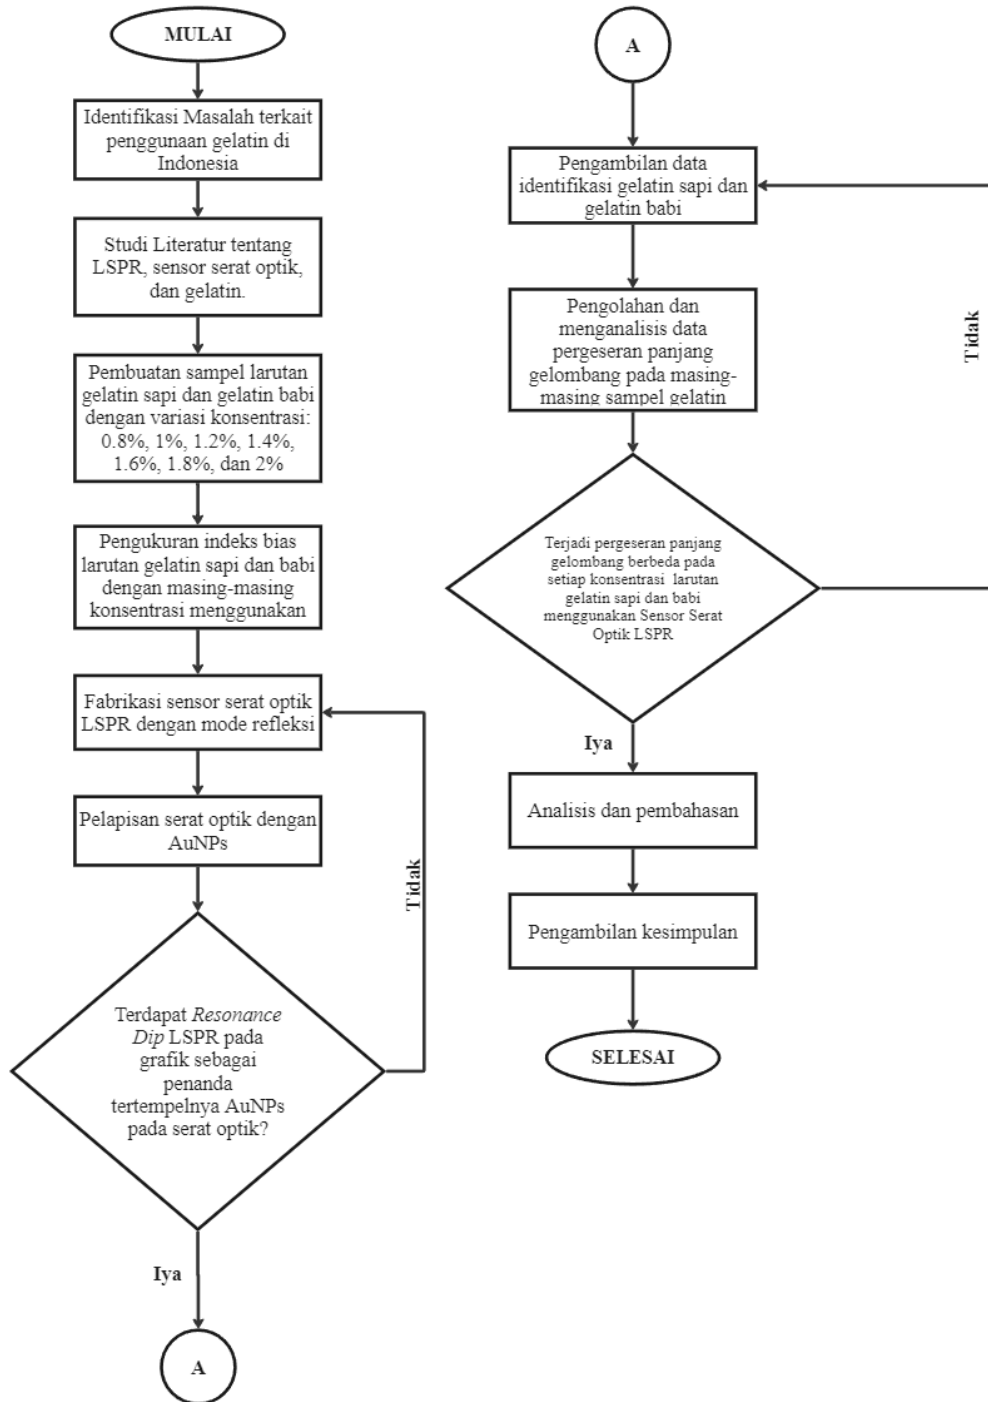 MULAI
Identifikasi Masalah terkait
penggunaan gelatin di
Indonesia
Studi Literatur tentang
LSPR, sensor serat optik,
dan gelatin.
Pembuatan sampel larutan
gelatin sapi dan gelatin babi
dengan variasi konsentrasi:
0.8%, 1%, 1.2%, 1.4%,
1.6%, 1.8%, dan 2%
Pengukuran indeks bias
larutan gelatin sapi dan babi
dengan masing-masing
konsentrasi menggunakan
Fabrikasi sensor serat optik
LSPR dengan mode refleksi
Pelapisan serat optik dengan
AuNPs
Tidak
Terdapat Resonance
Dip LSPR pada
grafik sebagai
penanda
tertempelnya AuNPs
pada serat optik?
Iya
A
A
Pengambilan data
identifikasi gelatin sapi dan
gelatin babi
Pengolahan dan
menganalisis data
pergeseran panjang
gelombang pada masing-
masing sampel gelatin
Tidak
Terjadi pergeseran panjang
gelombang berbeda pada
setiap konsentrasi larutan
gelatin sapi dan babi
menggunakan Sensor Serat
Optik LSPR
Iya
Analisis dan pembahasan
Pengambilan kesimpulan
SELESAI